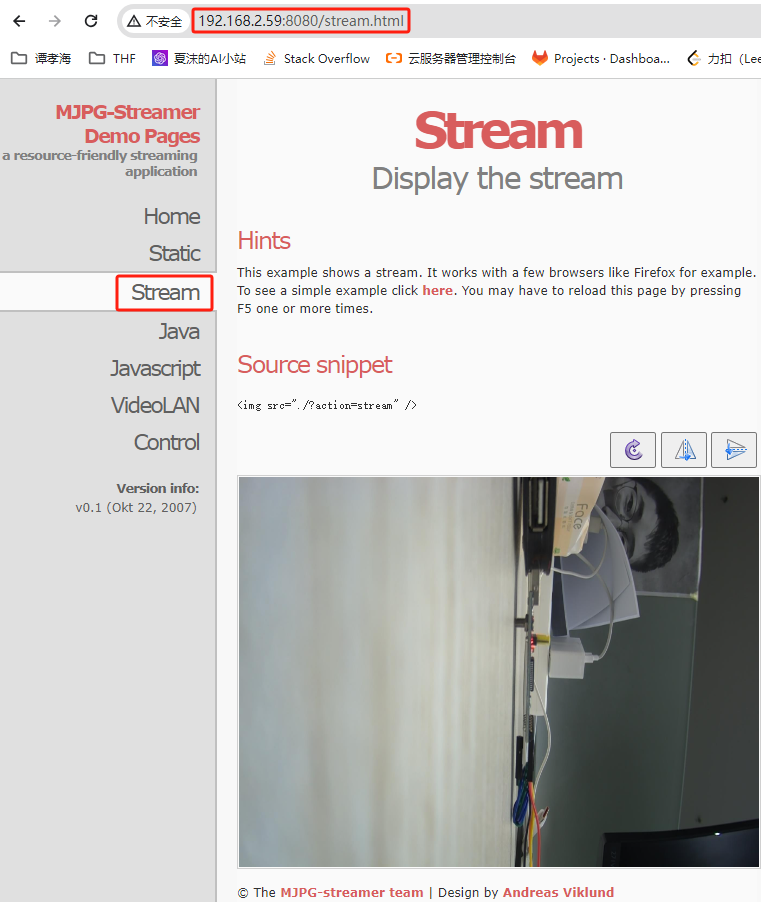 不安全
192.168.2.59:8080/stream.html
谭孝海
THF
夏沫的AI小站
Stack Overflow
云服务器管理控制台
Projects · Dashboa...
力扣（Lee
MJPG-Streamer
Demo Pages
a resource-friendly streaming
application
Home
Static
Stream
Java
Javascript
VideoLAN
Control
Version info:
v0.1 (Okt 22, 2007)
Stream
Display the stream
Hints
This example shows a stream. It works with a few browsers like Firefox for example.
To see a simple example click here. You may have to reload this page by pressing
F5 one or more times.
Source snippet
<img src="./?action=stream" />
Face
© The MJPG-streamer team | Design by Andreas Viklund